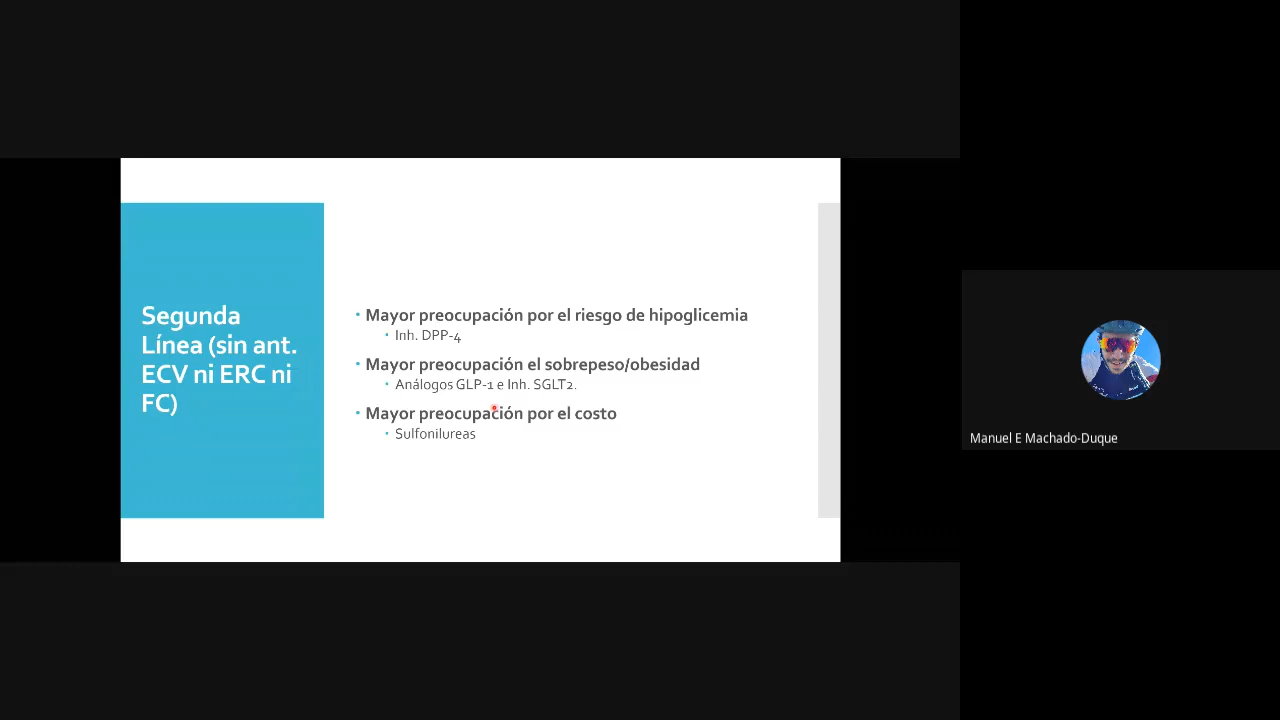 Segunda
Línea (sin ant.
ECV ni ERC ni
FC)
• Mayor preocupación por el riesgo de hipoglicemia
• Inh. DPP-4
• Mayor preocupación el sobrepeso/obesidad
• Análogos GLP-1 e Inh. SGLT2.
• Mayor preocupación por el costo
• Sulfonilureas
Manuel E Machado-Duque